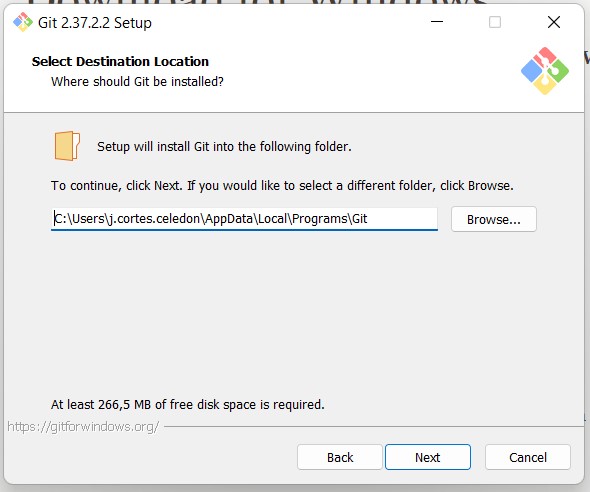 Download for Windows
Git 2.37.2.2 Setup
Select Destination Location
Where should Git be installed?
Setup will install Git into the following folder.
To continue, click Next. If you would like to select a different folder, click Browse.
C:\Users\j.cortes.celedon\AppData\Local\Programs\Git
Browse...
At least 266,5 MB of free disk space is required.
https://gitforwindows.org/
Back
Next
Cancel